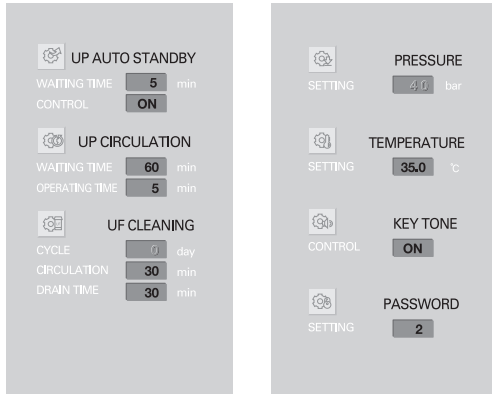 UP AUTO STANDBY
WAITING TIME 5 min
CONTROL ON
UP CIRCULATION
WAITING TIME 60 min
OPERATING TIME 5 min
UF CLEANING
CYCLE 0 day
CIRCULATION 30 min
DRAIN TIME 30 min
PRESSURE
SETTING 4.0 bar
TEMPERATURE
SETTING 35.0 °C
KEY TONE
CONTROL ON
PASSWORD
SETTING 2